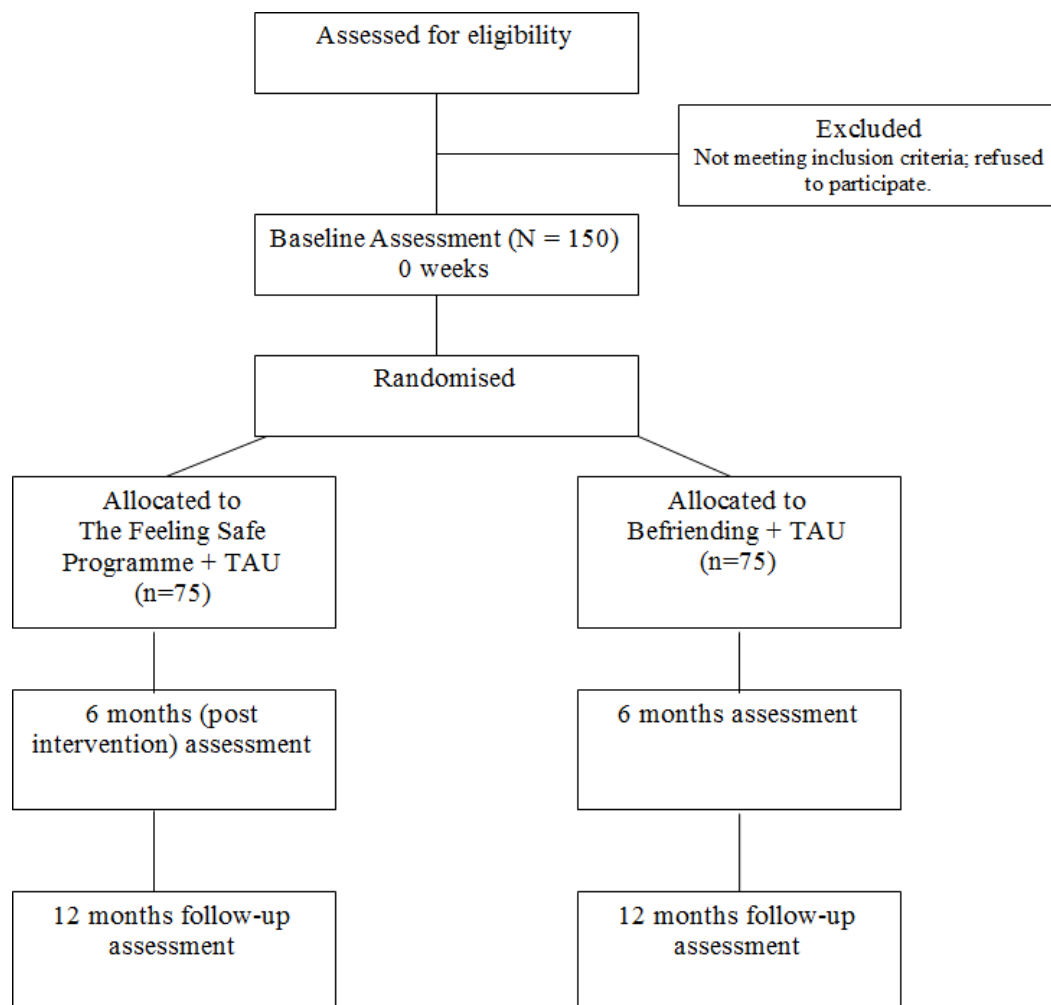 Assessed for eligibility
Excluded
Not meeting inclusion criteria; refused
to participate.
Baseline Assessment (N = 150)
0 weeks
Randomised
Allocated to
The Feeling Safe
Programme + TAU
(n=75)
Allocated to
Befriending + TAU
(n=75)
6 months (post
intervention) assessment
6 months assessment
12 months follow-up
assessment
12 months follow-up
assessment